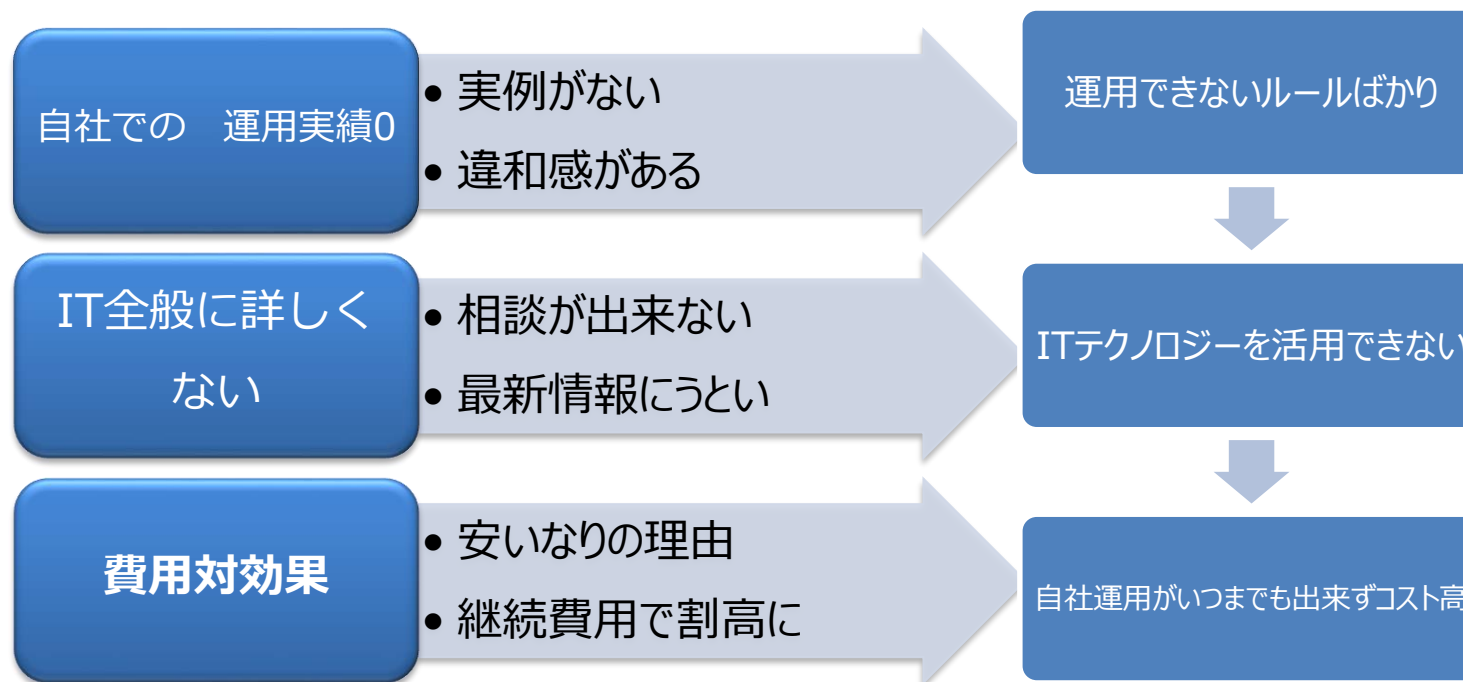 自社での　運用実績0
• 実例がない
• 違和感がある
運用できないルールばかり
IT全般に詳しく
ない
• 相談が出来ない
• 最新情報にうとい
ITテクノロジーを活用できない
費用対効果
• 安いなりの理由
• 継続費用で割高に
自社運用がいつまでも出来ずコスト高